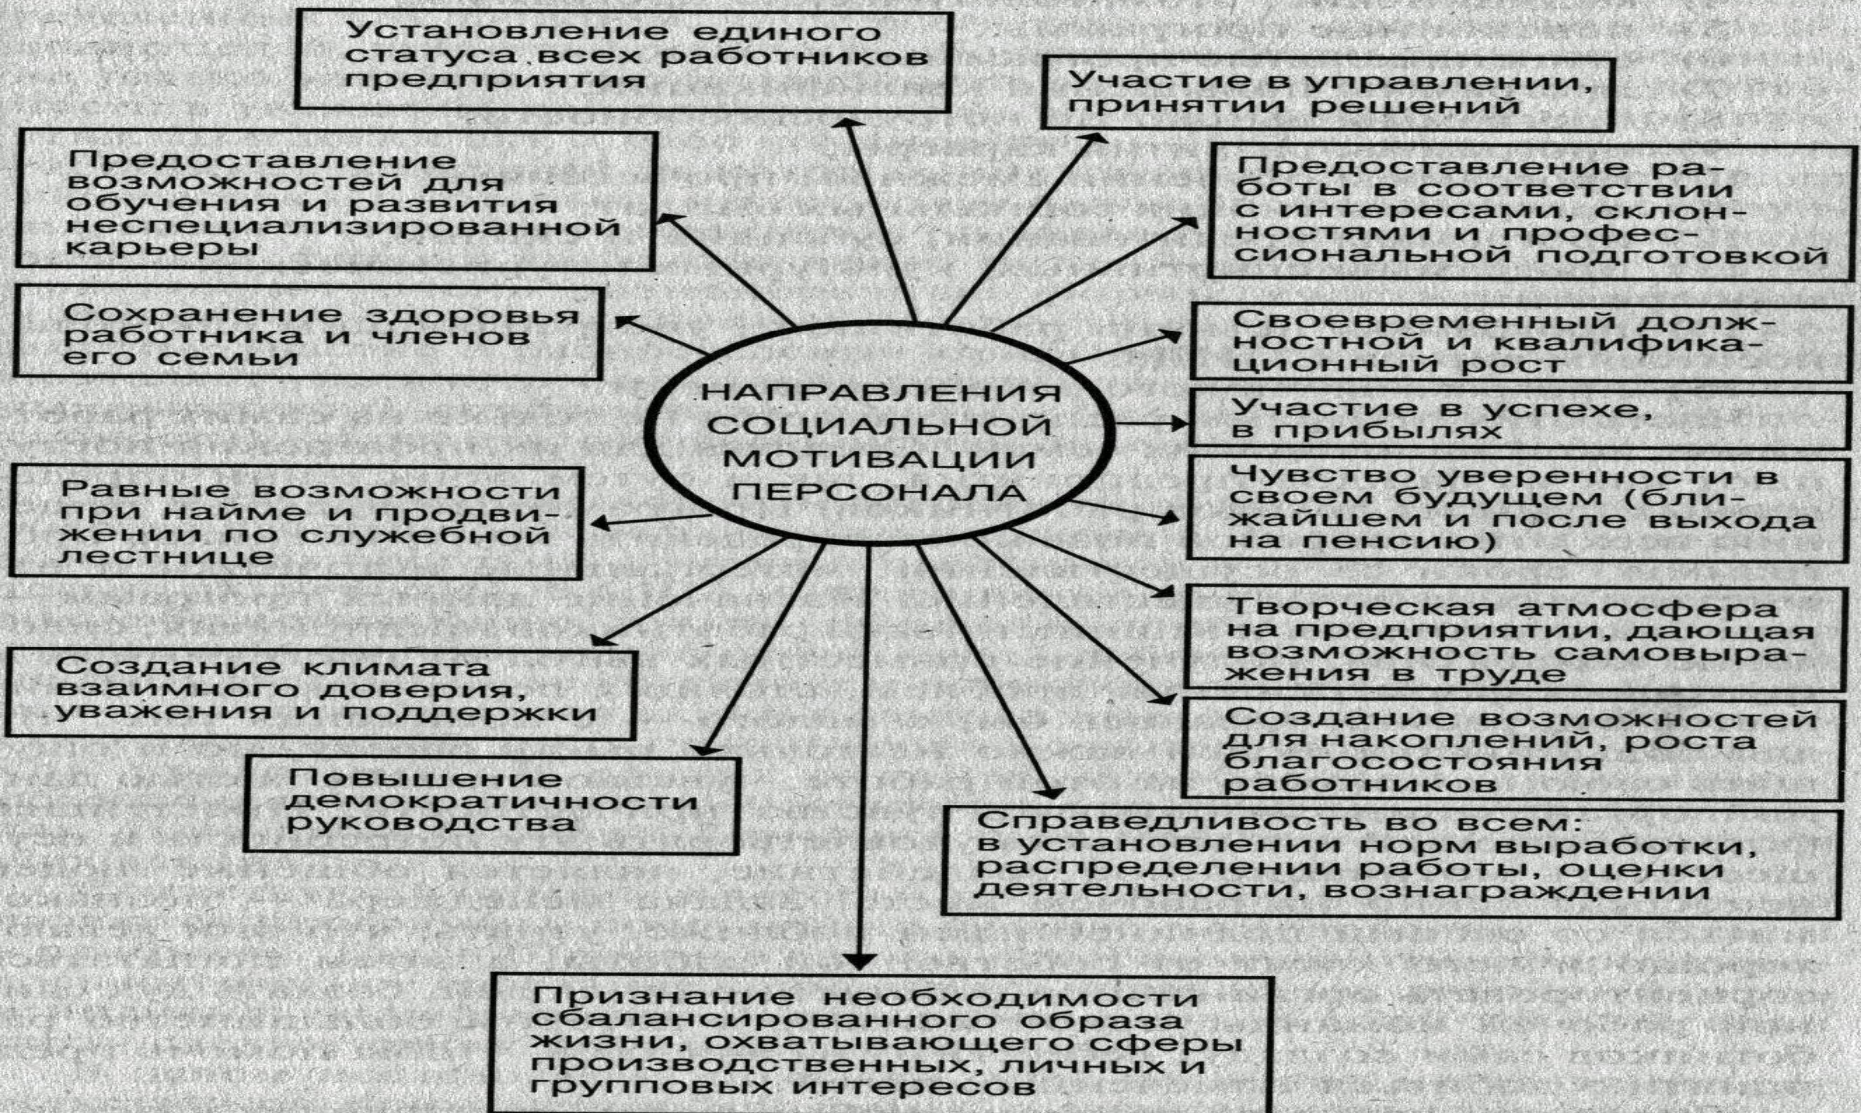 Установление единого
статуса всех работников
предприятия
Участие в управлении,
принятии решений
Предоставление
возможностей для
обучения и развития
неспециализированной
карьеры
Предоставление ра-
боты в соответствии
с интересами, склон-
ностями и профес-
сиональной подготовкой
Сохранение здоровья
работника и членов
его семьи
Своевременный долж-
ностной и квалифика-
ционный рост
НАПРАВЛЕНИЯ
СОЦИАЛЬНОЙ
МОТИВАЦИИ
ПЕРСОНАЛА
Участие в успехе,
в прибылях
Равные возможности
при найме и продви-
жении по служебной
лестнице
Чувство уверенности в
своем будущем (бли-
жайшем и после выхода
на пенсию)
Творческая атмосфера
на предприятии, дающая
возможность самовыра-
жения в труде
Создание климата
взаимного доверия,
уважения и поддержки
Создание возможностей
для накоплений, роста
благосостояния
работников
Повышение
демократичности
руководства
Справедливость во всем:
в установлении норм выработки,
распределении работы, оценки
деятельности, вознаграждении
Признание необходимости
сбалансированного образа
жизни, охватывающего сферы
производственных, личных и
групповых интересов